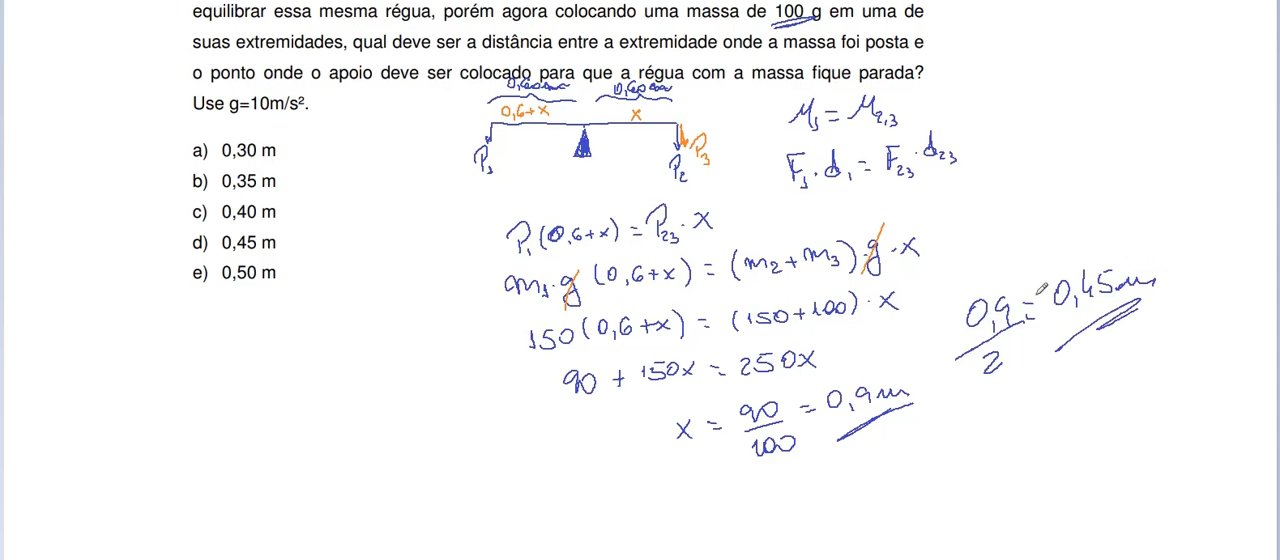 equilibrar essa mesma régua, porém agora colocando uma massa de 100 g em uma de
suas extremidades, qual deve ser a distância entre a extremidade onde a massa foi posta e
o ponto onde o apoio deve ser colocado para que a régua com a massa fique parada?
Use g=10m/s².
0,6+x
x
P₁
P₂
P₃
M₁ = M₂,₃
F₁ · d₁ = F₂₃ · d₂₃
a) 0,30 m
b) 0,35 m
c) 0,40 m
d) 0,45 m
e) 0,50 m
P₁(0,6+x) = P₂₃ · x
m₁·g (0,6+x) = (m₂+m₃)·g·x
150(0,6+x) = (150+100)·x
90 + 150x = 250x
x = 90/100 = 0,9m
0,9/2 = 0,45m